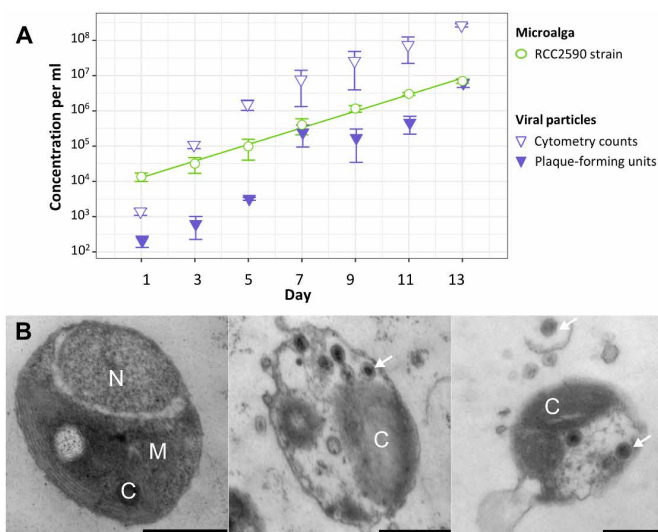 A
Concentration per ml
10⁸
10⁷
10⁶
10⁵
10⁴
10³
10²
1 3 5 7 9 11 13
Day
Microalga
RCC2590 strain
Viral particles
Cytometry counts
Plaque-forming units
B
N
M
C
C
C